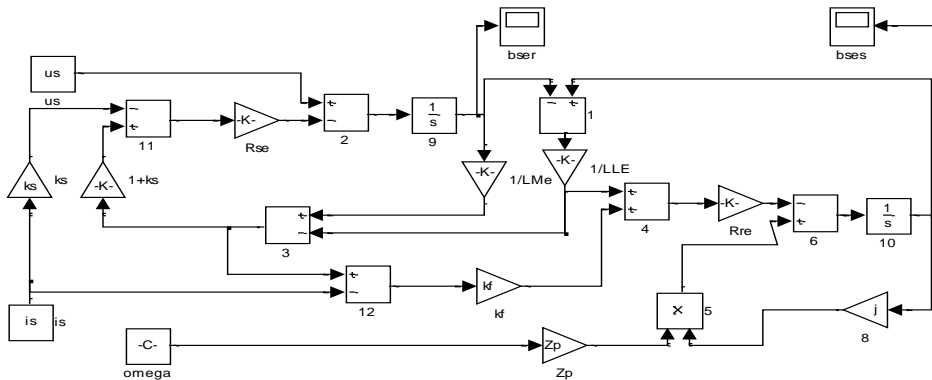 bser
bses
us
us
-K-
Rse
11
2
1
s
9
1
-K-
1/LLE
-K-
1/LMe
ks
ks
-K-
1+ks
3
4
-K-
Rre
6
1
s
10
12
kf
kf
is
is
x
5
j
8
-C-
omega
Zp
Zp